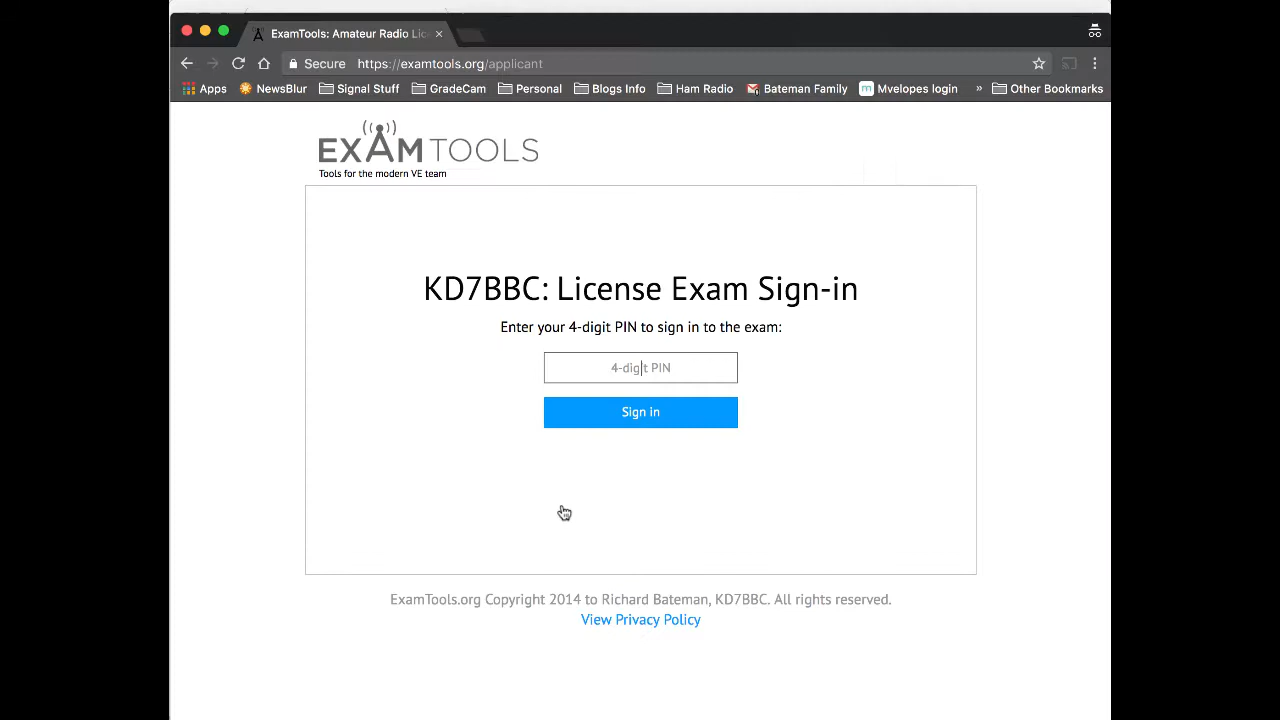 ExamTools: Amateur Radio Lic
Secure https://examtools.org/applicant
Apps NewsBlur Signal Stuff GradeCam Personal Blogs Info Ham Radio Bateman Family Mvelopes login » Other Bookmarks
EXAMTOOLS
Tools for the modern VE team
KD7BBC: License Exam Sign-in
Enter your 4-digit PIN to sign in to the exam:
4-digit PIN
Sign in
ExamTools.org Copyright 2014 to Richard Bateman, KD7BBC. All rights reserved.
View Privacy Policy